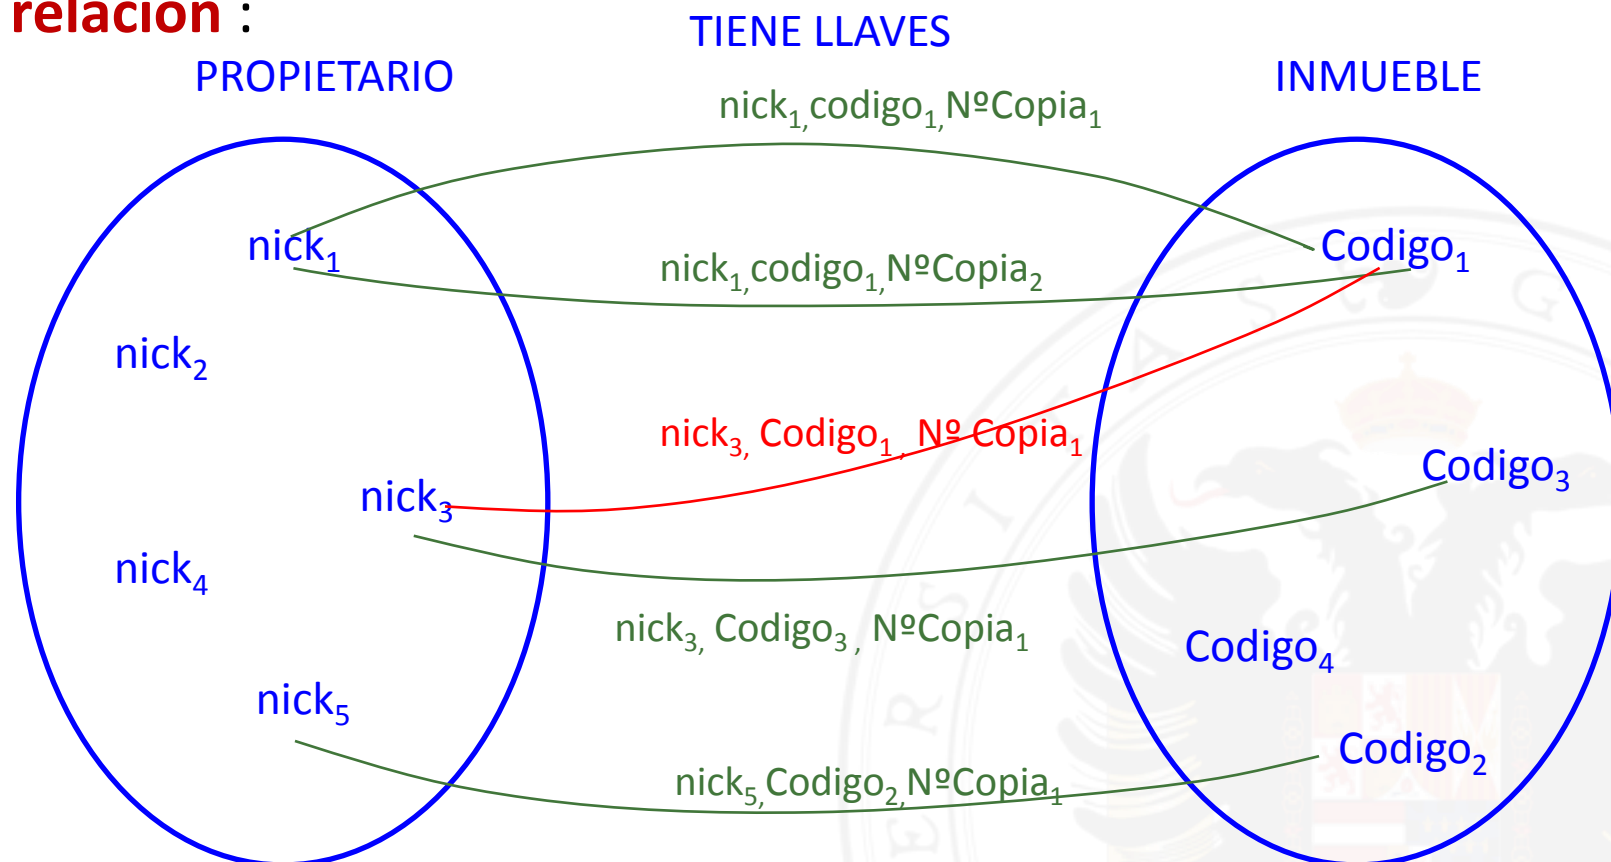 relación :
TIENE LLAVES
PROPIETARIO
INMUEBLE
nick1,codigo1,NºCopia1
nick1
Codigo1
nick1,codigo1,NºCopia2
nick2
nick3, Codigo1 , Nº Copia1
Codigo3
nick3
nick4
nick3, Codigo3 , NºCopia1
Codigo4
nick5
Codigo2
nick5,Codigo2,NºCopia1